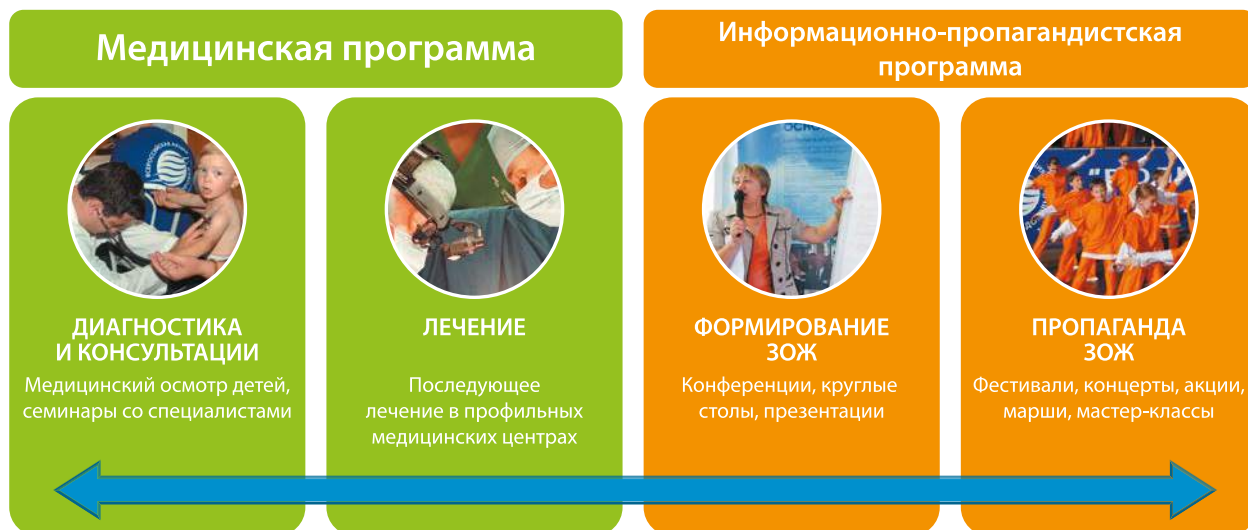 Медицинская программа
Информационно-пропагандистская
программа
ДИАГНОСТИКА
И КОНСУЛЬТАЦИИ
Медицинский осмотр детей,
семинары со специалистами
ЛЕЧЕНИЕ
Последующее
лечение в профильных
медицинских центрах
ФОРМИРОВАНИЕ
ЗОЖ
Конференции, круглые
столы, презентации
ПРОПАГАНДА
ЗОЖ
Фестивали, концерты, акции,
марши, мастер-классы